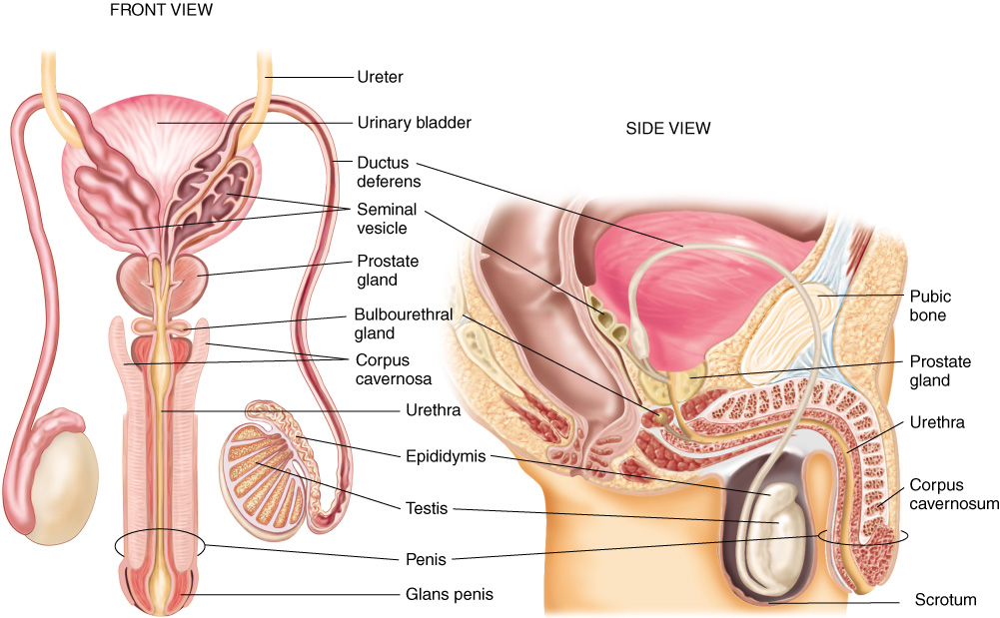 FRONT VIEW
Ureter
Urinary bladder
Ductus
deferens
Seminal
vesicle
Prostate
gland
Bulbourethral
gland
Corpus
cavernosa
Urethra
Epididymis
Testis
Penis
Glans penis
SIDE VIEW
Pubic
bone
Prostate
gland
Urethra
Corpus
cavernosum
Scrotum